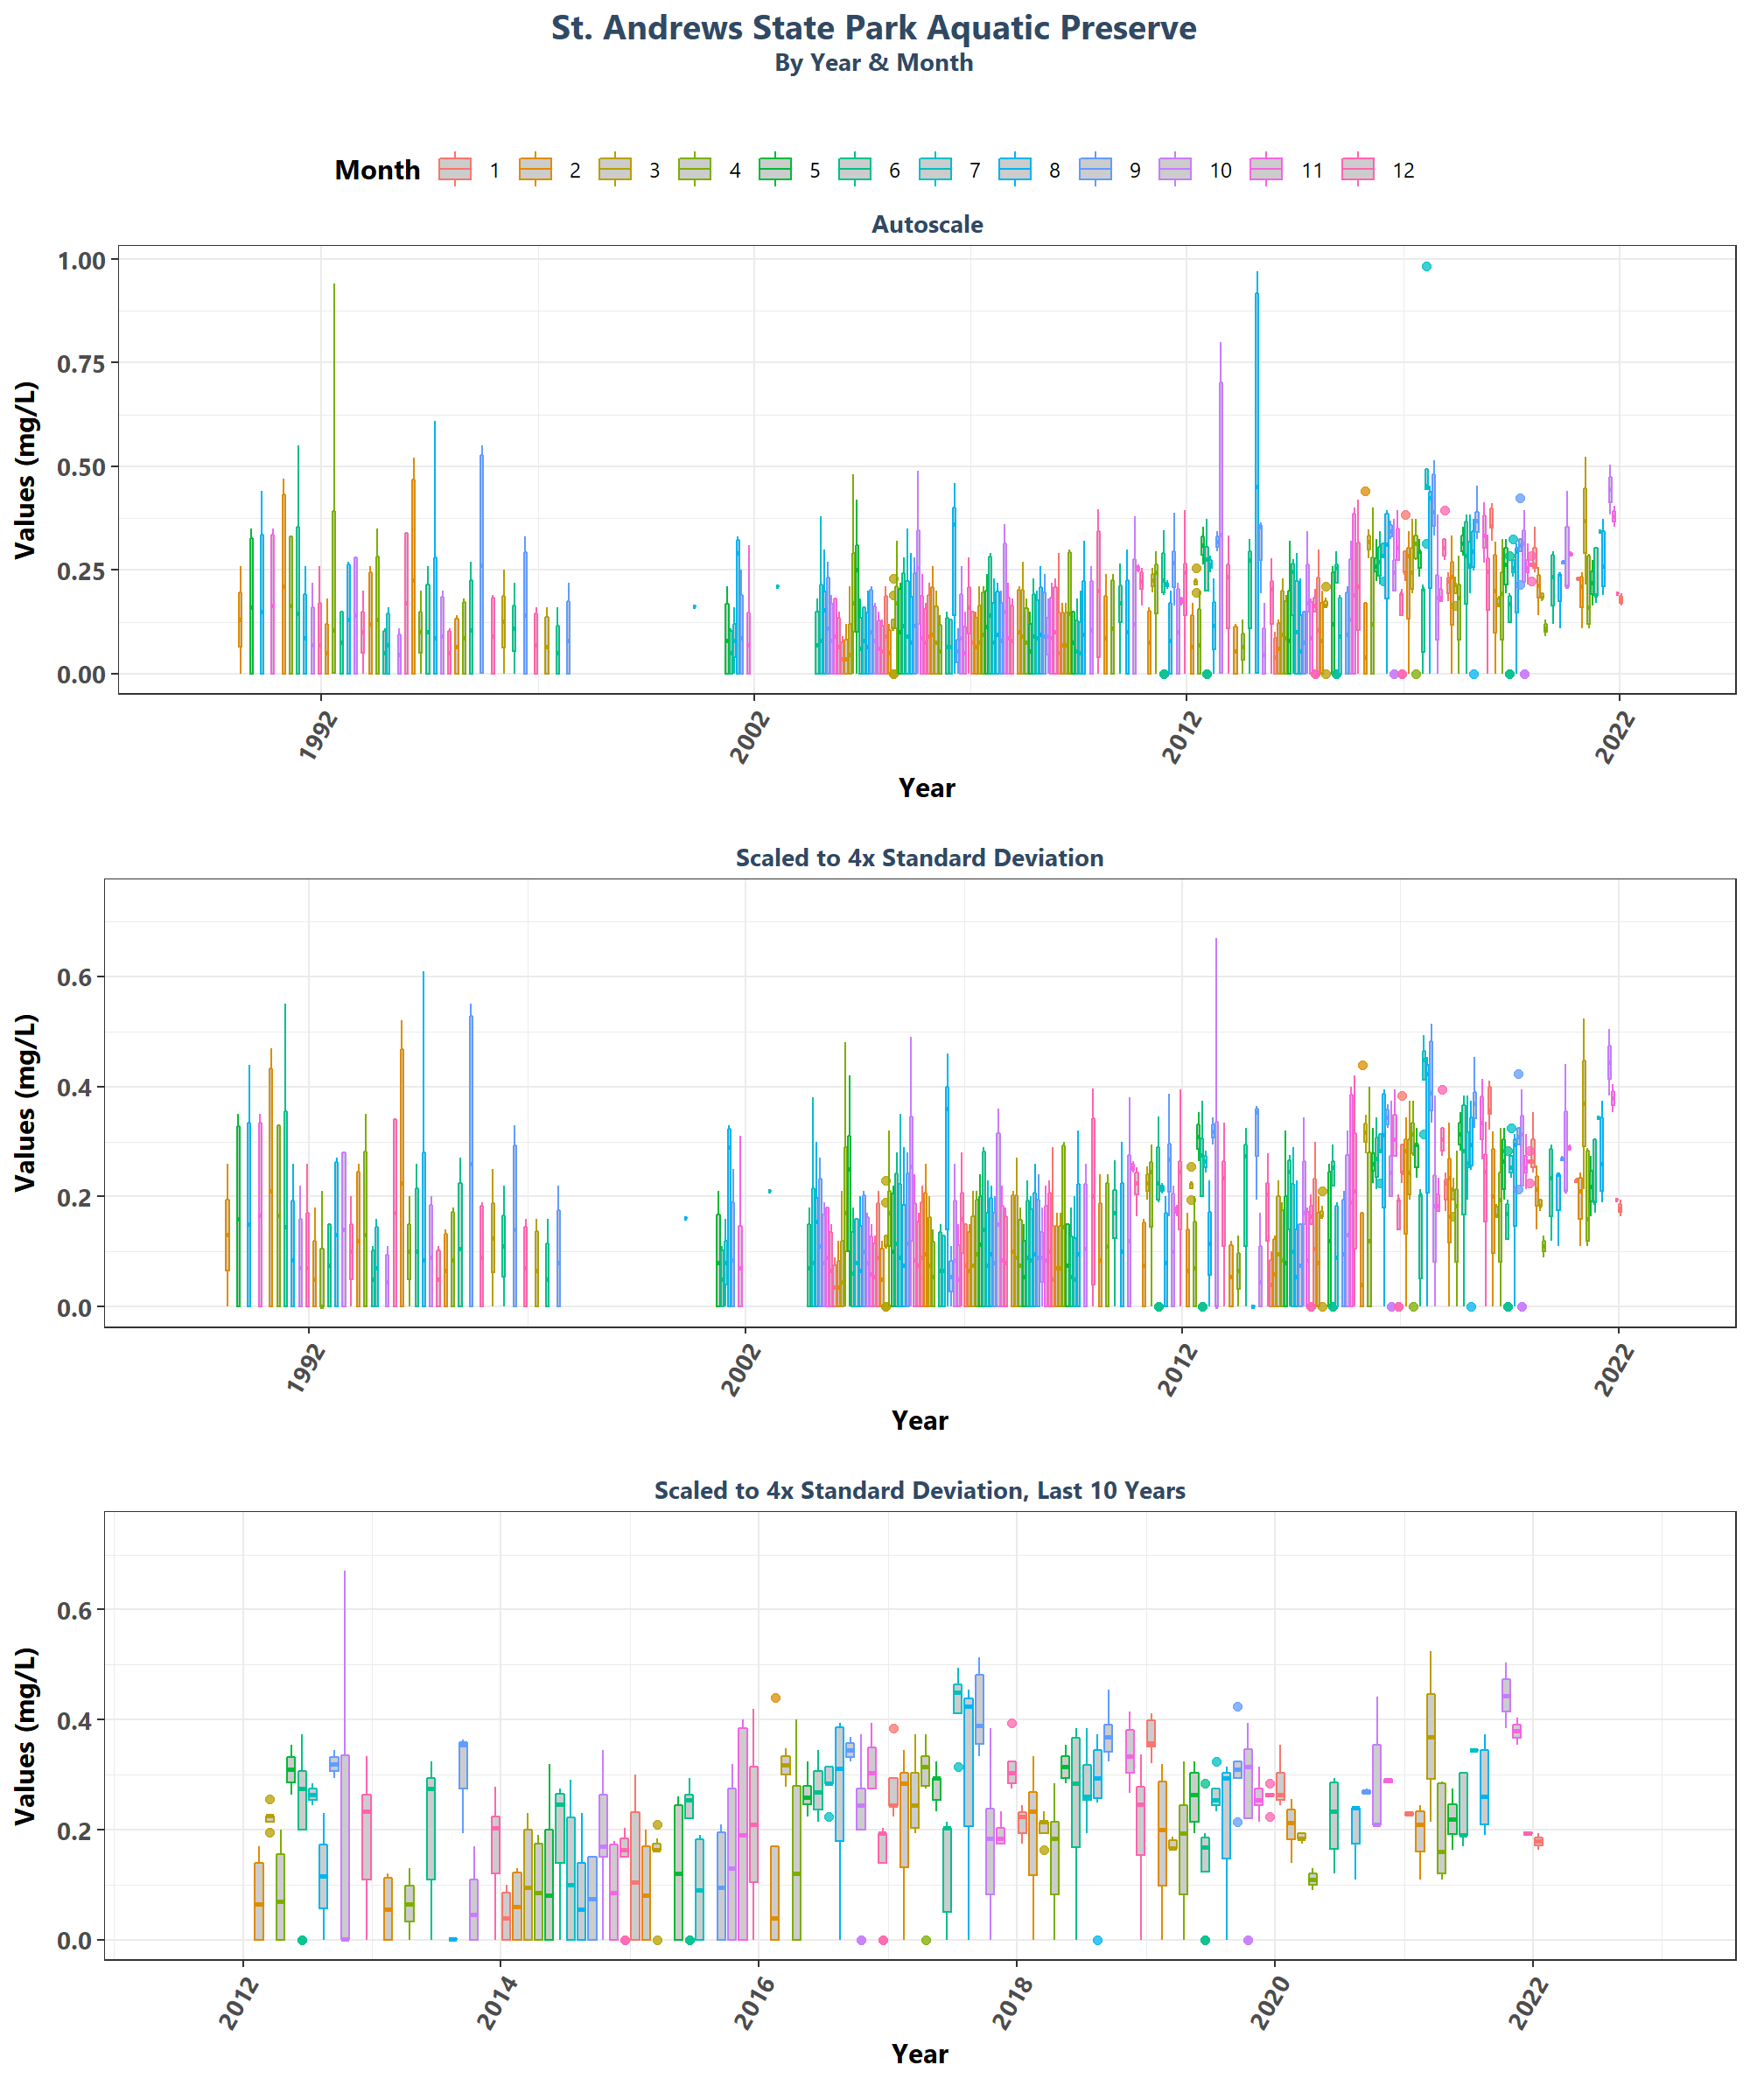 St. Andrews State Park Aquatic Preserve
By Year & Month
Month 1 2 3 4 5 6 7 8 9 10 11 12
Autoscale
Values (mg/L)
1.00
0.75
0.50
0.25
0.00
1992 2002 2012 2022
Year
Scaled to 4x Standard Deviation
Values (mg/L)
0.6
0.4
0.2
0.0
1992 2002 2012 2022
Year
Scaled to 4x Standard Deviation, Last 10 Years
Values (mg/L)
0.6
0.4
0.2
0.0
2012 2014 2016 2018 2020 2022
Year